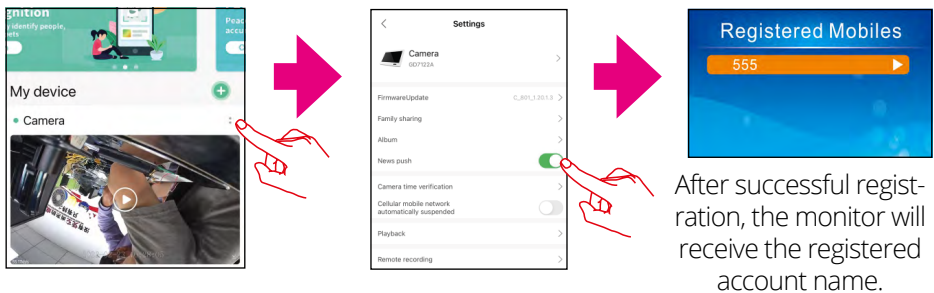 gnition
y identify people,
ets
Peac
accu
My device
Camera
Settings
Camera
GD7122A
FirmwareUpdate
C_801_1.20.1.3
Family sharing
Album
News push
Camera time verification
Cellular mobile network
automatically suspended
Playback
Remote recording
Registered Mobiles
555
After successful regist-
ration, the monitor will
receive the registered
account name.